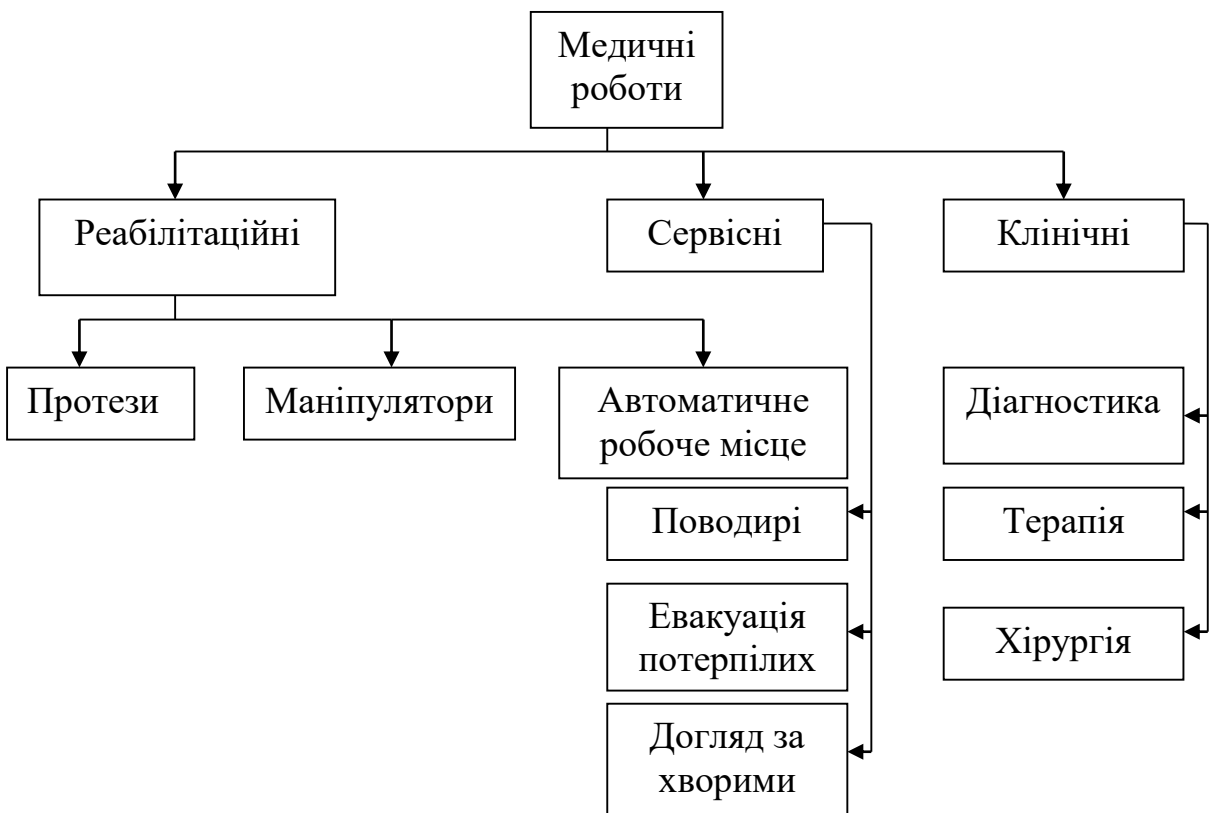 Медичні
роботи
Реабілітаційні
Сервісні
Клінічні
Протези
Маніпулятори
Автоматичне
робоче місце
Діагностика
Поводирі
Терапія
Евакуація
потерпілих
Хірургія
Догляд за
хворими